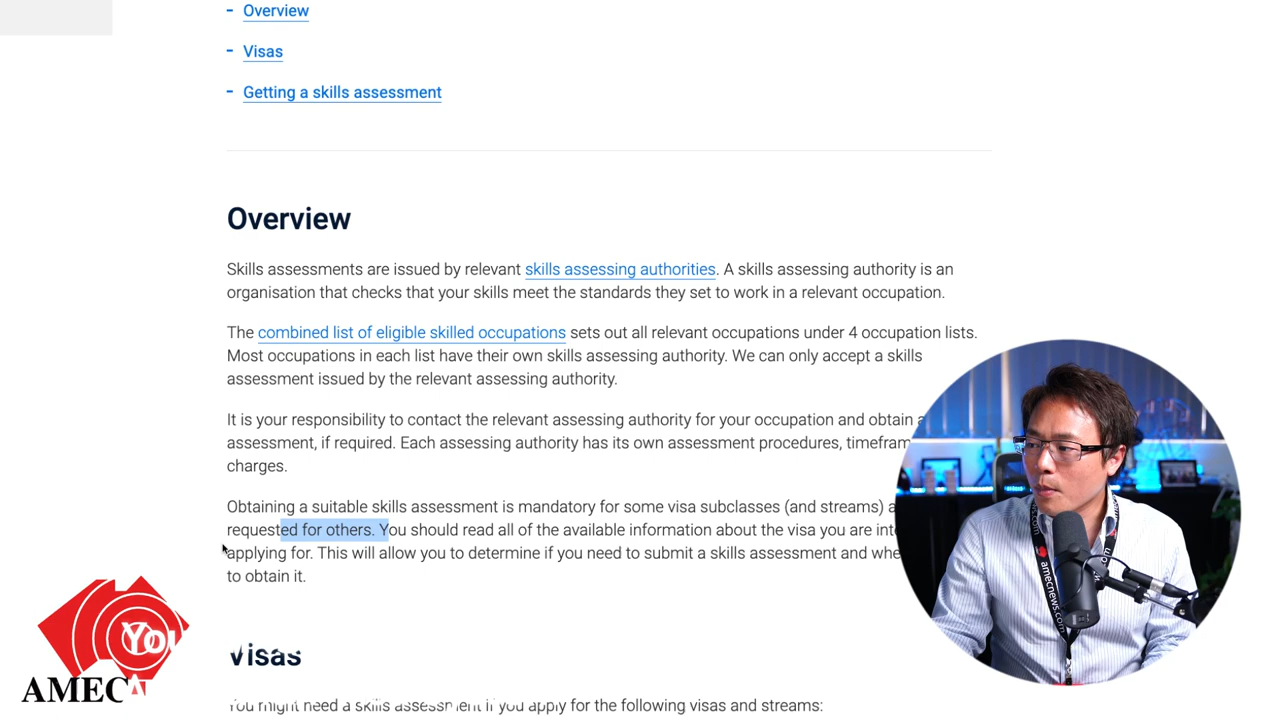 - Overview
- Visas
- Getting a skills assessment
Overview
Skills assessments are issued by relevant skills assessing authorities. A skills assessing authority is an
organisation that checks that your skills meet the standards they set to work in a relevant occupation.
The combined list of eligible skilled occupations sets out all relevant occupations under 4 occupation lists.
Most occupations in each list have their own skills assessing authority. We can only accept a skills
assessment issued by the relevant assessing authority.
It is your responsibility to contact the relevant assessing authority for your occupation and obtain
assessment, if required. Each assessing authority has its own assessment procedures,
charges.
Obtaining a suitable skills assessment is mandatory for some visa subclasses (and streams)
requested for others. You should read all of the available information about the visa you are
applying for. This will allow you to determine if you need to submit a skills assessment and
to obtain it.
Visas
You might need a skills assessment if you apply for the following visas and streams:
AMEC
amecnews.com